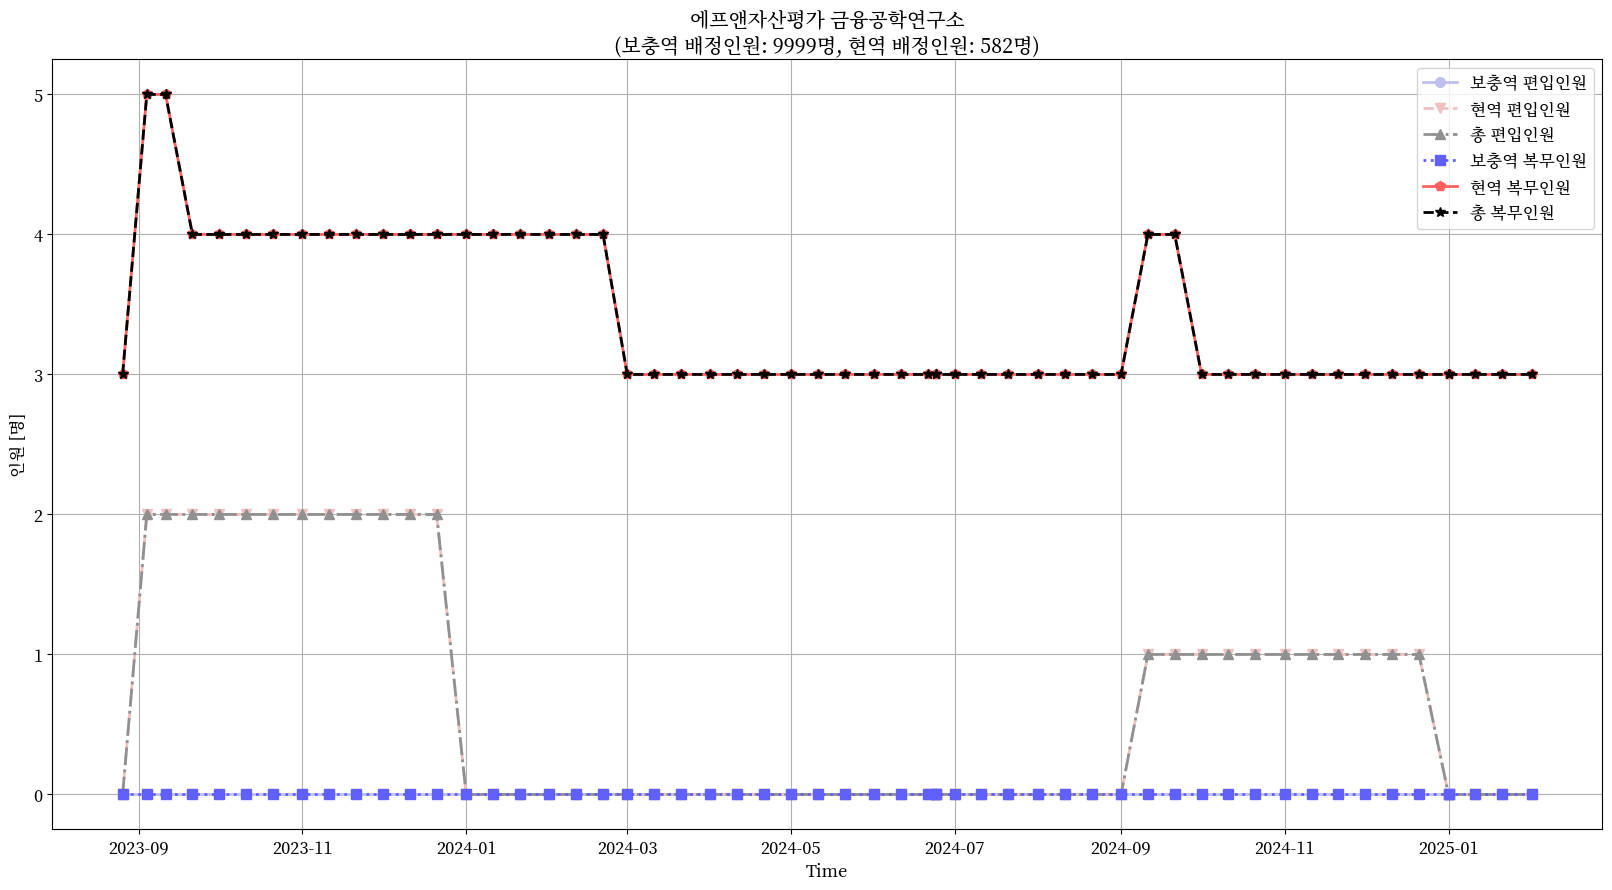 에프앤자산평가 금융공학연구소
(보충역 배정인원: 9999명, 현역 배정인원: 582명)
보충역 편입인원
현역 편입인원
총 편입인원
보충역 복무인원
현역 복무인원
총 복무인원
인원 [명]
5
4
3
2
1
0
2023-09
2023-11
2024-01
2024-03
2024-05
2024-07
2024-09
2024-11
2025-01
Time